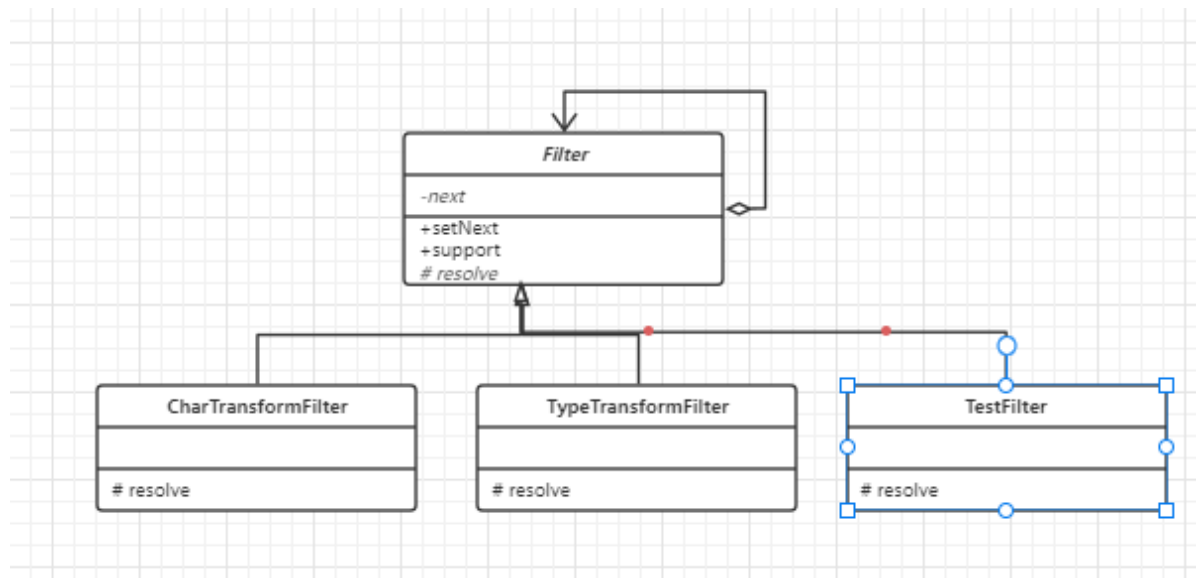 Filter
-next
+setNext
+support
# resolve
CharTransformFilter
# resolve
TypeTransformFilter
# resolve
TestFilter
# resolve